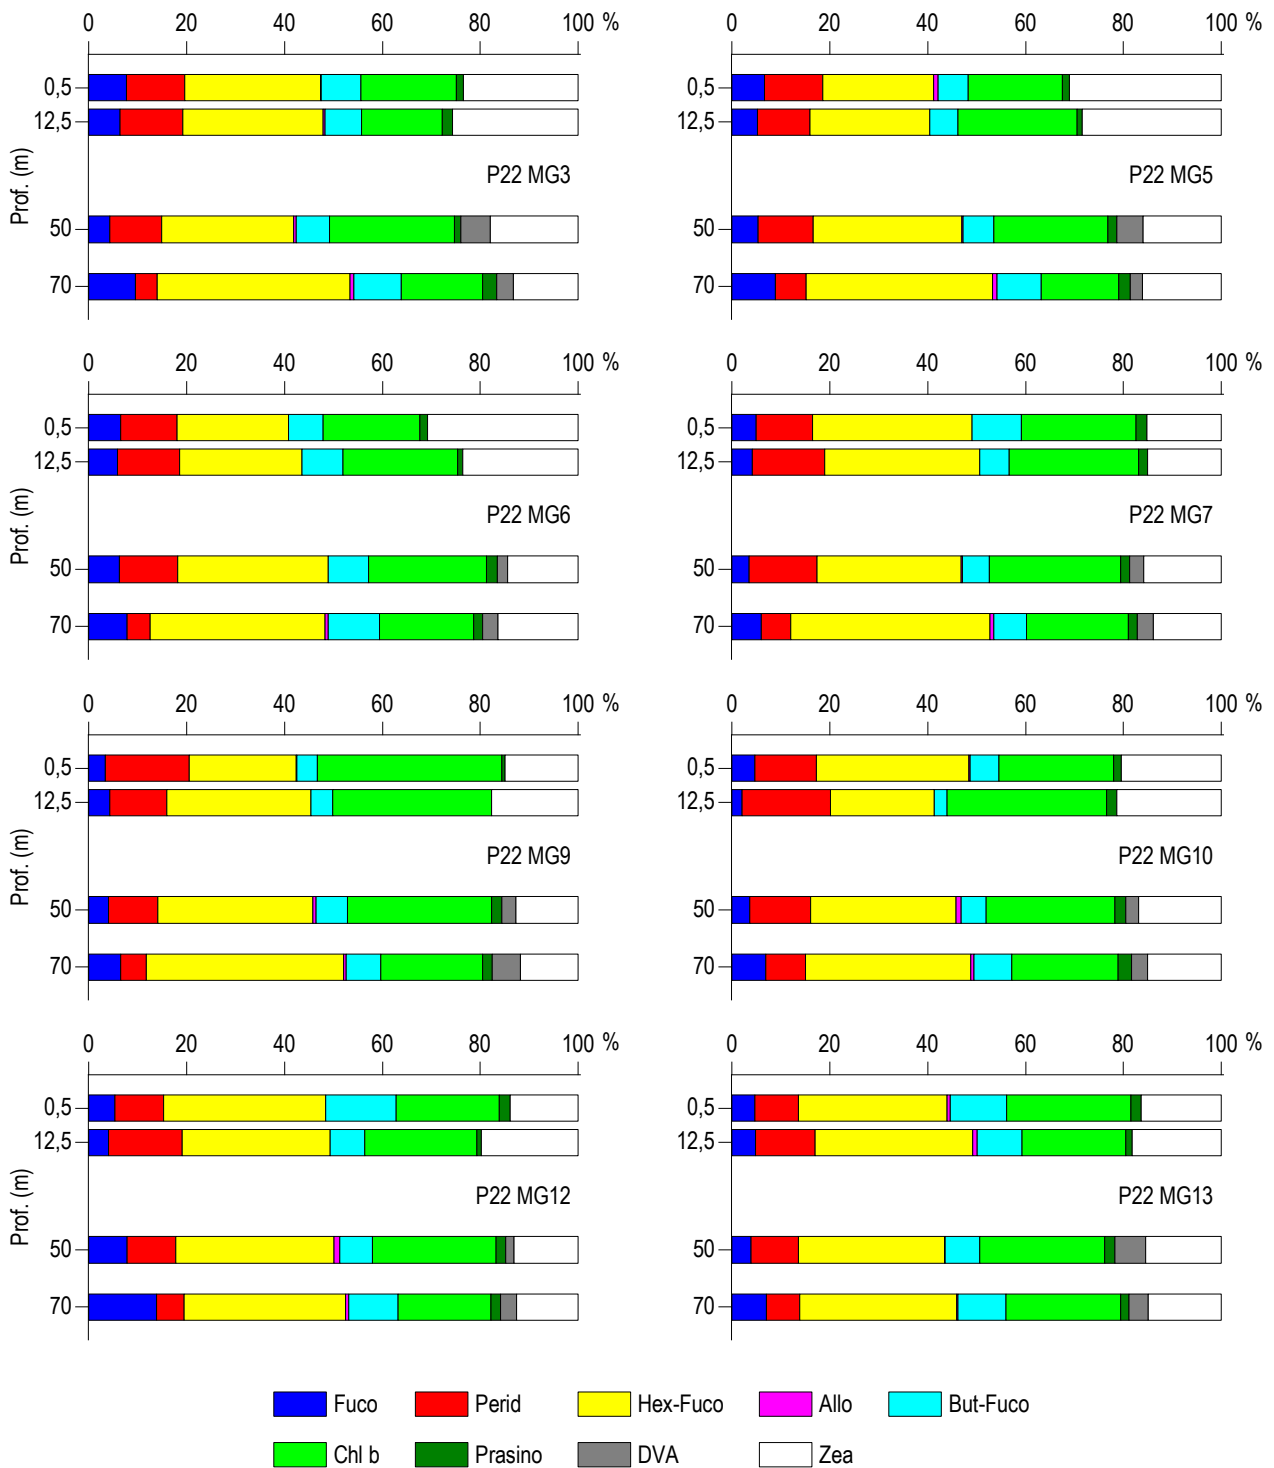 0 20 40 60 80 100 % 0 20 40 60 80 100 %
0,5 0,5
12,5 12,5
Prof. (m) P22 MG3 P22 MG5
50 50
70 70
0 20 40 60 80 100 % 0 20 40 60 80 100 %
0,5 0,5
12,5 12,5
Prof. (m) P22 MG6 P22 MG7
50 50
70 70
0 20 40 60 80 100 % 0 20 40 60 80 100 %
0,5 0,5
12,5 12,5
Prof. (m) P22 MG9 P22 MG10
50 50
70 70
0 20 40 60 80 100 % 0 20 40 60 80 100 %
0,5 0,5
12,5 12,5
Prof. (m) P22 MG12 P22 MG13
50 50
70 70
Fuco Perid Hex-Fuco Allo But-Fuco
Chl b Prasino DVA Zea